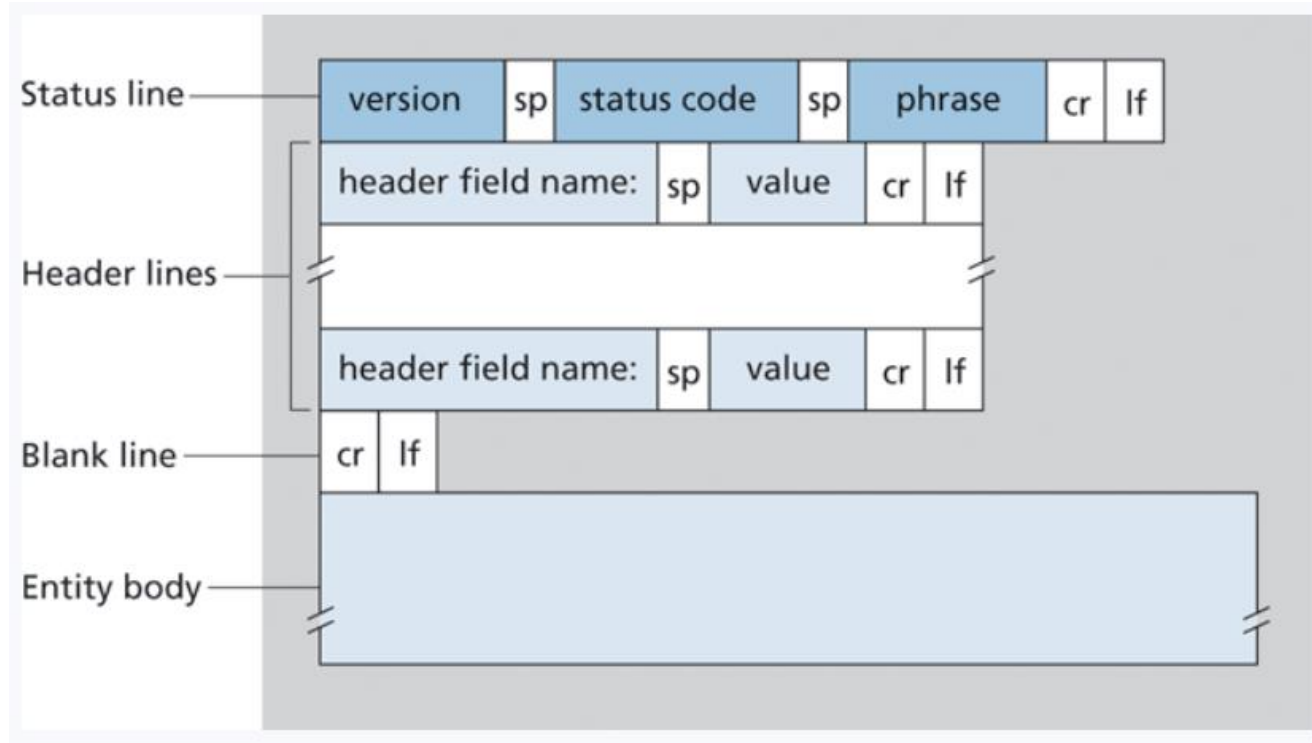 Status line version sp status code sp phrase cr lf
header field name: sp value cr lf
Header lines
header field name: sp value cr lf
Blank line cr lf
Entity body